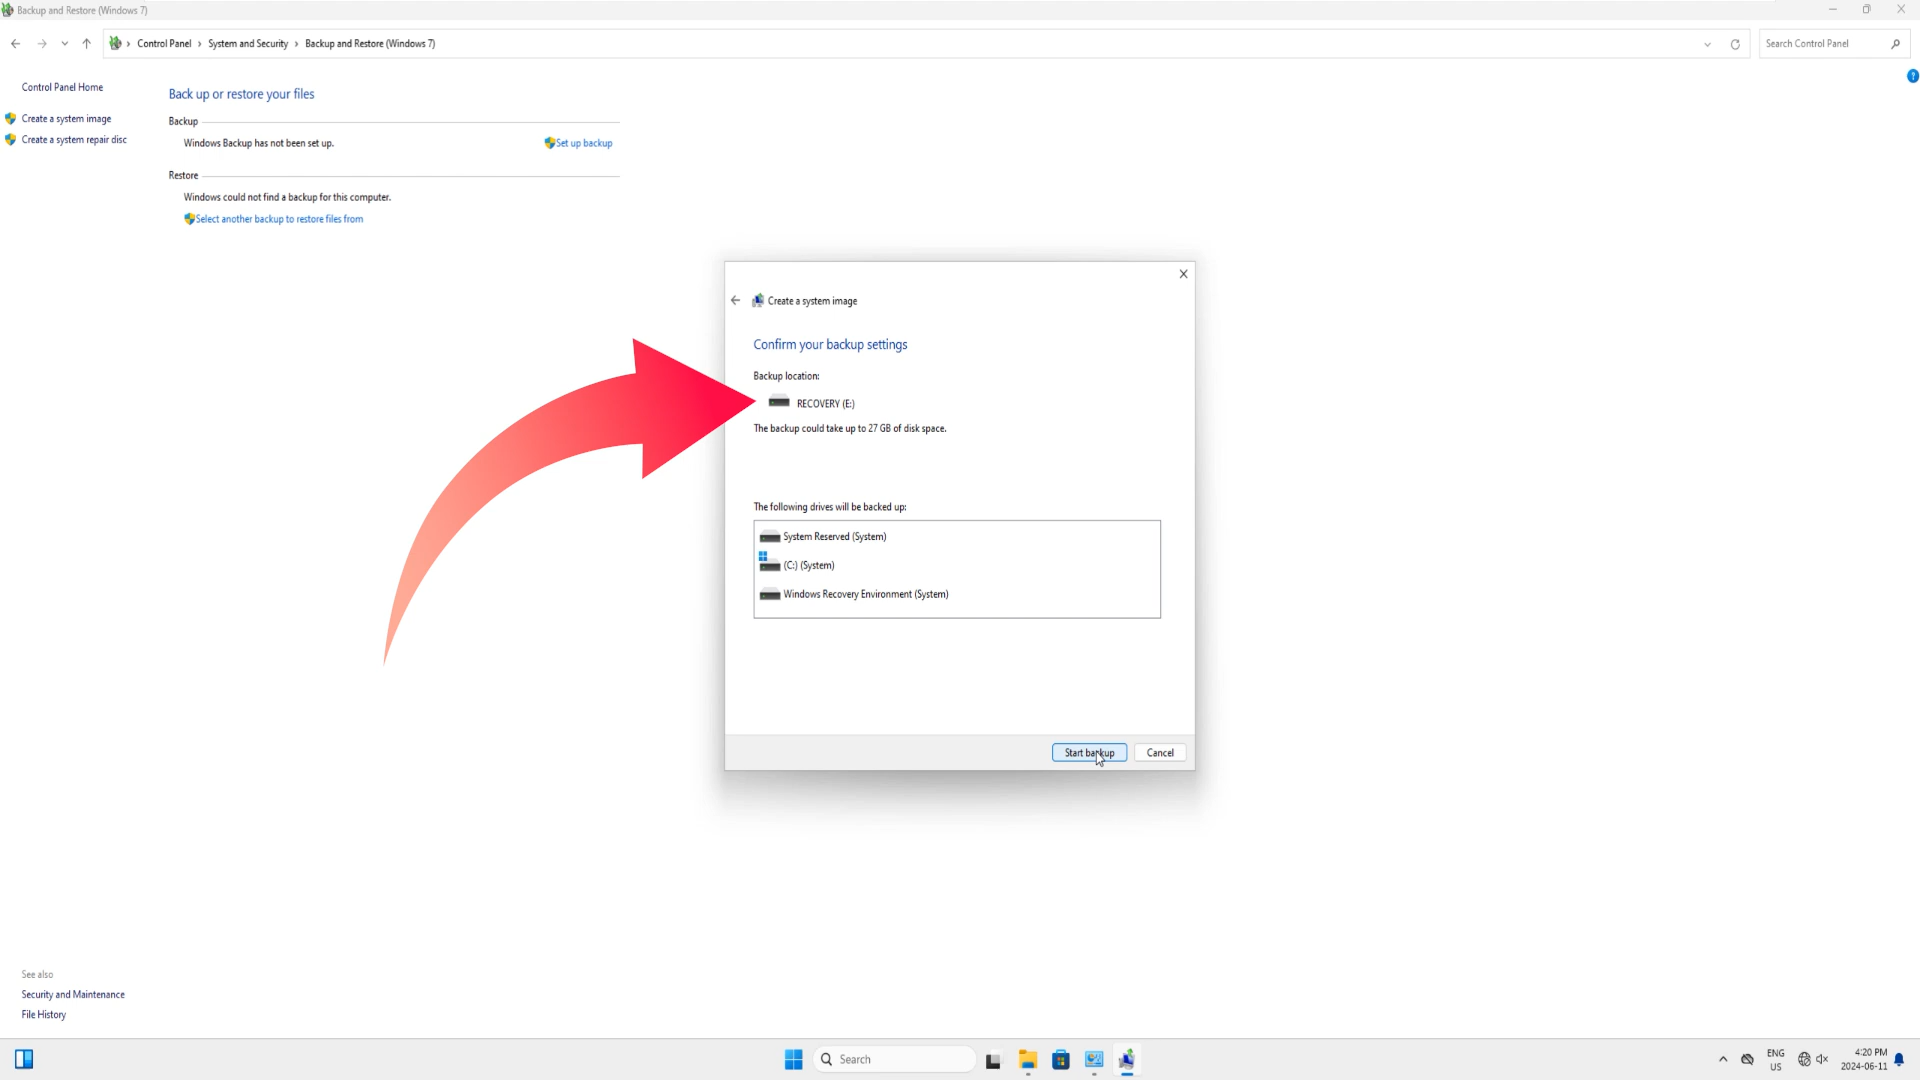 Backup and Restore (Windows 7)
Control Panel › System and Security › Backup and Restore (Windows 7)
Search Control Panel
?
Control Panel Home
Create a system image
Create a system repair disc
Back up or restore your files
Backup
Windows Backup has not been set up.
Set up backup
Restore
Windows could not find a backup for this computer.
Select another backup to restore files from
Create a system image
Confirm your backup settings
Backup location:
RECOVERY (E:)
The backup could take up to 27 GB of disk space.
The following drives will be backed up:
System Reserved (System)
(C:) (System)
Windows Recovery Environment (System)
Start backup
Cancel
See also
Security and Maintenance
File History
Search
ENG
US
4:20 PM
2024-06-11